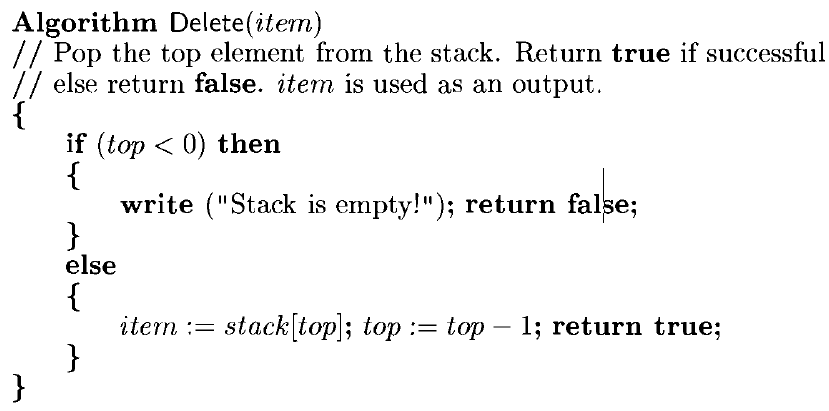 Algorithm Delete(item)
// Pop the top element from the stack. Return true if successful
// else return false. item is used as an output.
{
if (top < 0) then
{
write ("Stack is empty!"); return false;
}
else
{
item := stack[top]; top := top − 1; return true;
}
}